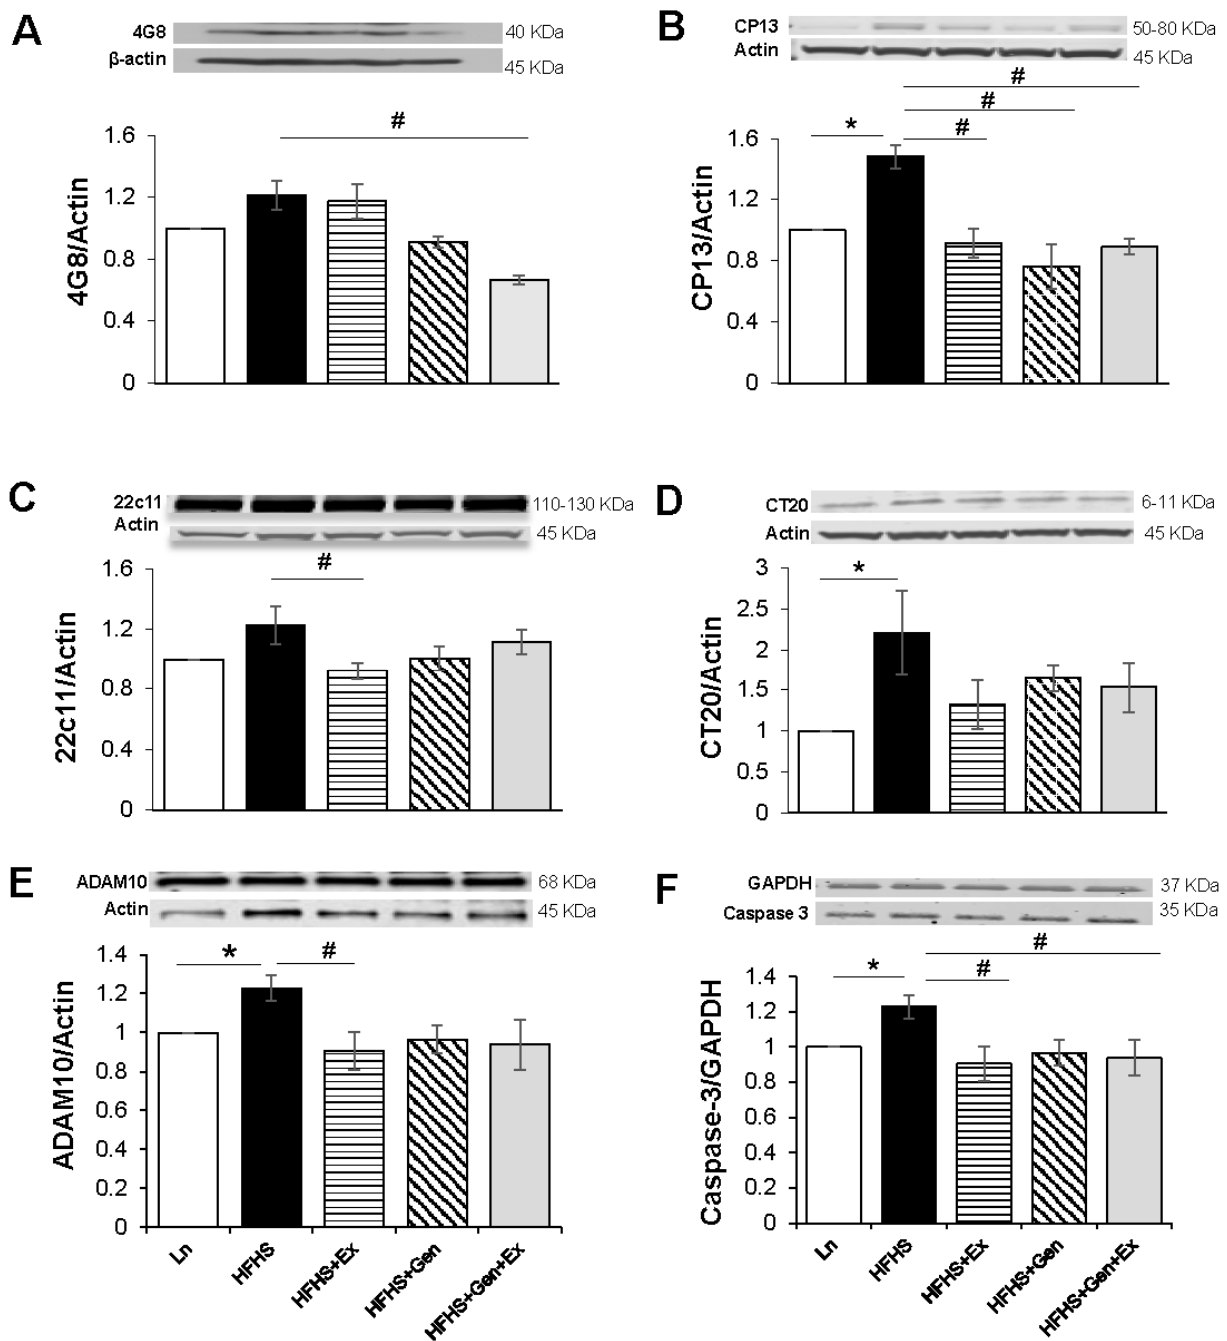 A
4G8
40 KDa
β-actin
45 KDa
#
1.6
1.2
0.8
0.4
0
4G8/Actin
B
CP13
50-80 KDa
Actin
45 KDa
#
#
*
#
1.6
1.2
0.8
0.4
0
CP13/Actin
C
22c11
110-130 KDa
Actin
45 KDa
#
1.6
1.2
0.8
0.4
0
22c11/Actin
D
CT20
6-11 KDa
Actin
45 KDa
*
3
2.5
2
1.5
1
0.5
0
CT20/Actin
E
ADAM10
68 KDa
Actin
45 KDa
*
#
1.4
1.2
1
0.8
0.6
0.4
0.2
0
ADAM10/Actin
Ln
HFHS
HFHS+Ex
HFHS+Gen
HFHS+Gen+Ex
F
GAPDH
37 KDa
Caspase 3
35 KDa
#
*
#
1.4
1.2
1
0.8
0.6
0.4
0.2
0
Caspase-3/GAPDH
Ln
HFHS
HFHS+Ex
HFHS+Gen
HFHS+Gen+Ex